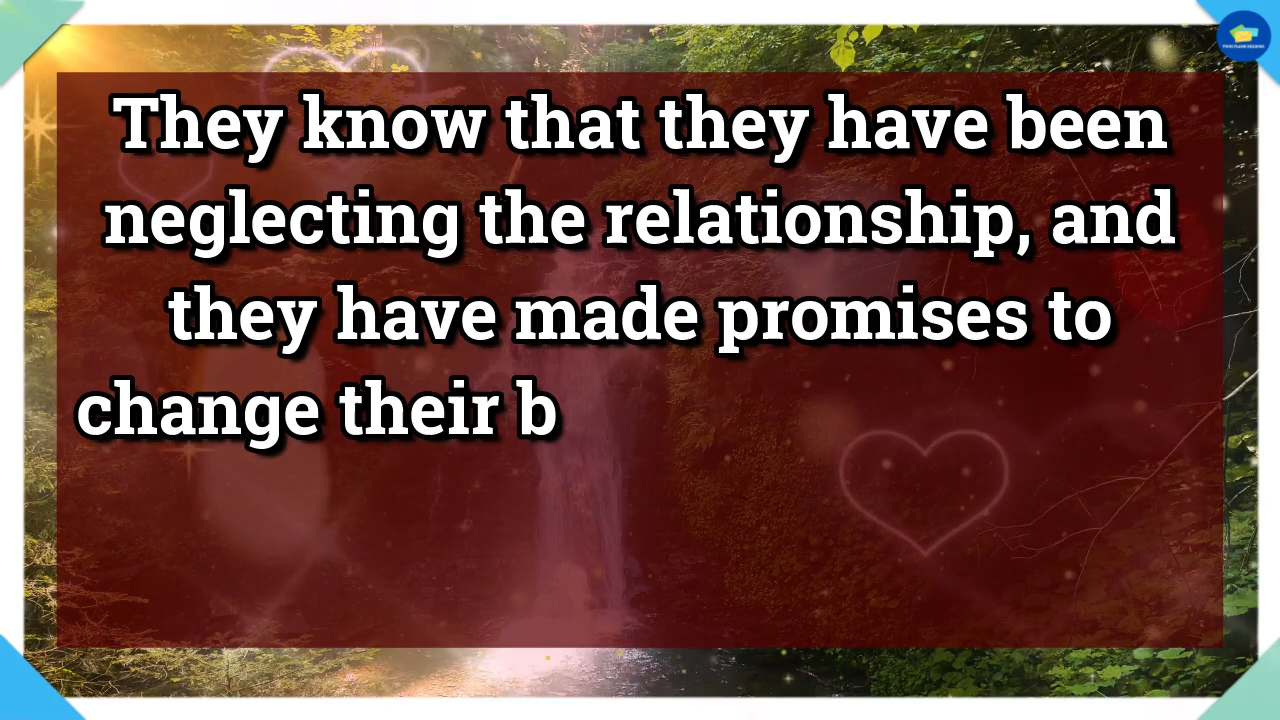 They know that they have been
neglecting the relationship, and
they have made promises to
change their b